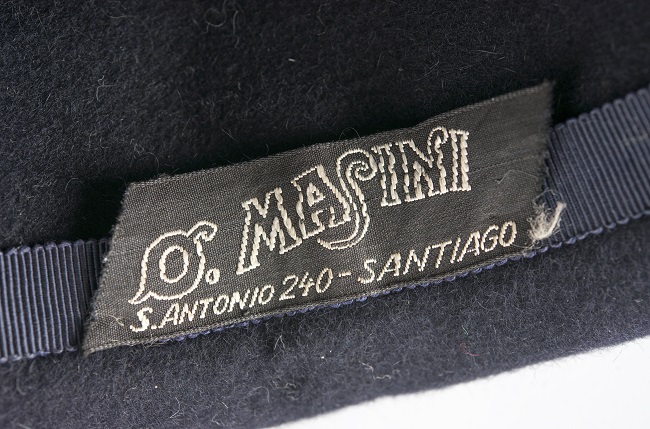 O. MASINI
S. ANTONIO 240-SANTIAGO